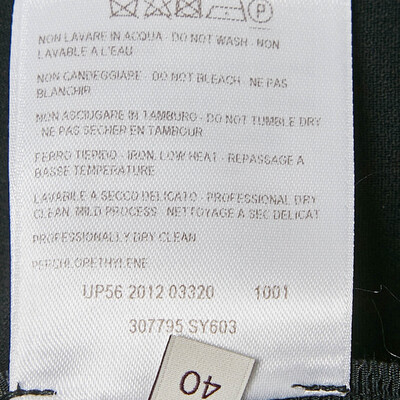 NON LAVARE IN ACQUA - DO NOT WASH - NON
LAVABLE A L'EAU
NON CANDEGGIARE - DO NOT BLEACH - NE PAS
BLANCHIR
NON ASCIUGARE IN TAMBURO - DO NOT TUMBLE DRY
- NE PAS SECHER EN TAMBOUR
FERRO TIEPIDO - IRON, LOW HEAT - REPASSAGE A
BASSE TEMPERATURE
LAVABILE A SECCO DELICATO - PROFESSIONAL DRY
CLEAN, MILD PROCESS - NETTOYAGE A SEC DELICAT
PROFESSIONALLY DRY CLEAN
PERCHLORETHYLENE
UP56 2012 03320 1001
307795 SY603
40